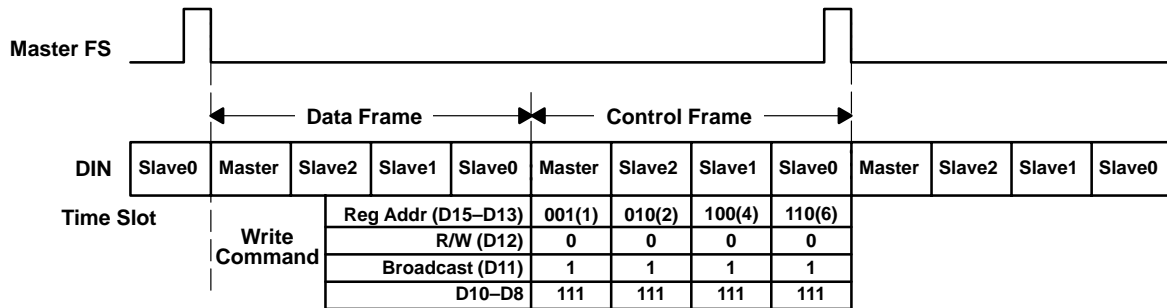 Master FS
Data Frame Control Frame
DIN Slave0 Master Slave2 Slave1 Slave0 Master Slave2 Slave1 Slave0 Master Slave2 Slave1 Slave0
Time Slot
Write
Command
Reg Addr (D15–D13) 001(1) 010(2) 100(4) 110(6)
R/W (D12) 0 0 0 0
Broadcast (D11) 1 1 1 1
D10–D8 111 111 111 111